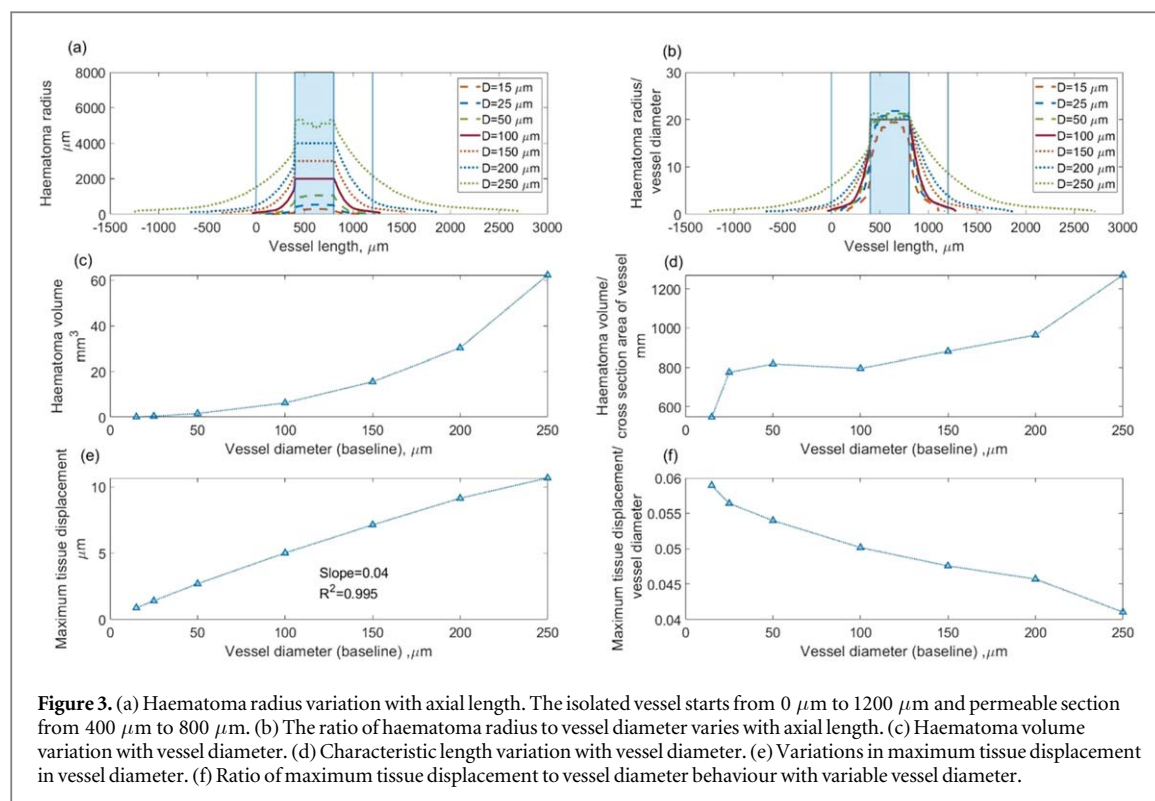 (a)
Haematoma radius
μm
8000
6000
4000
2000
0
-1500 -1000 -500 0 500 1000 1500 2000 2500 3000
Vessel length, μm
D=15 μm
D=25 μm
D=50 μm
D=100 μm
D=150 μm
D=200 μm
D=250 μm
(b)
Haematoma radius/
vessel diameter
30
20
10
0
-1500 -1000 -500 0 500 1000 1500 2000 2500 3000
Vessel length, μm
D=15 μm
D=25 μm
D=50 μm
D=100 μm
D=150 μm
D=200 μm
D=250 μm
(c)
Haematoma volume
mm³
60
40
20
0
0 50 100 150 200 250
Vessel diameter (baseline), μm
(d)
Haematoma volume/
cross section area of vessel
mm
1200
1000
800
600
0 50 100 150 200 250
Vessel diameter (baseline) ,μm
(e)
Maximum tissue displacement
μm
10
5
0
0 50 100 150 200 250
Vessel diameter (baseline) ,μm
Slope=0.04
R²=0.995
(f)
Maximum tissue displacement/
vessel diameter
0.06
0.055
0.05
0.045
0.04
0 50 100 150 200 250
Vessel diameter (baseline) ,μm
Figure 3. (a) Haematoma radius variation with axial length. The isolated vessel starts from 0 μm to 1200 μm and permeable section
from 400 μm to 800 μm. (b) The ratio of haematoma radius to vessel diameter varies with axial length. (c) Haematoma volume
variation with vessel diameter. (d) Characteristic length variation with vessel diameter. (e) Variations in maximum tissue displacement
in vessel diameter. (f) Ratio of maximum tissue displacement to vessel diameter behaviour with variable vessel diameter.